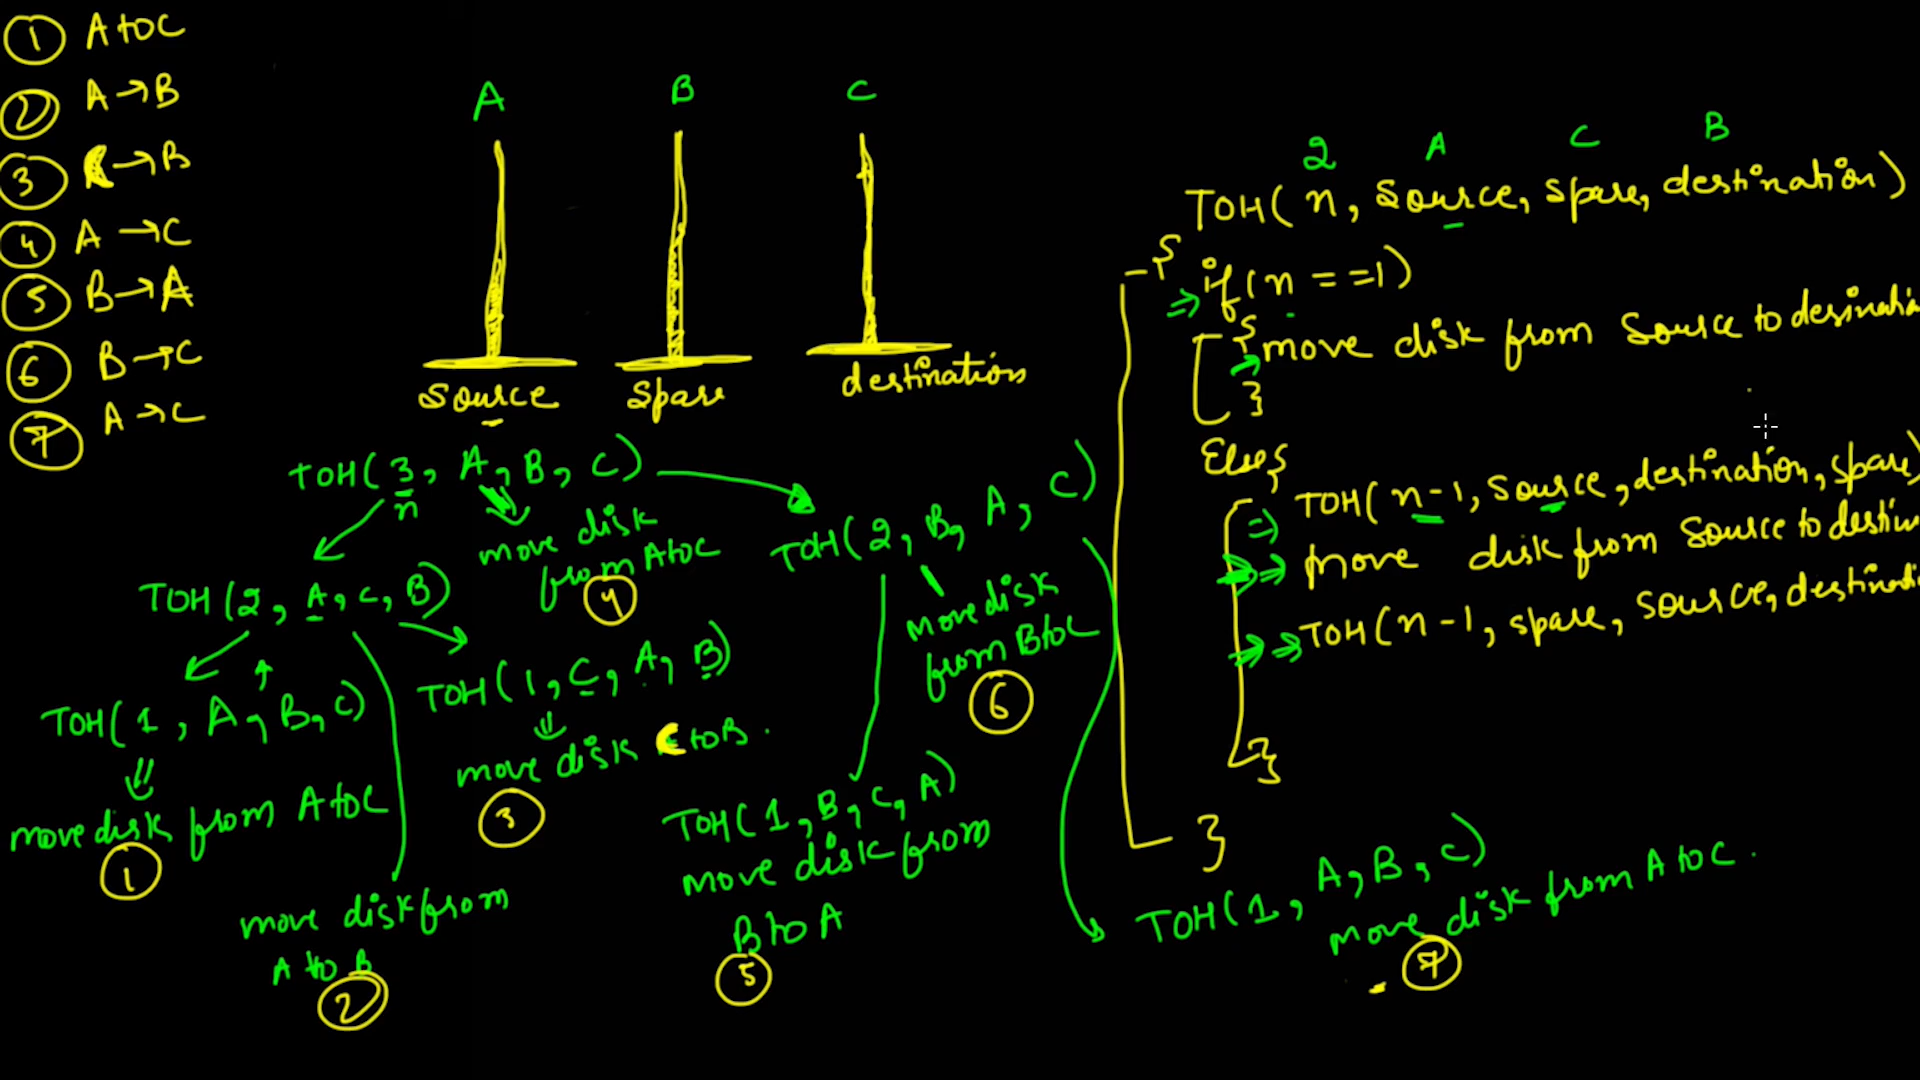 ① A to C
② A → B
③ C → B
④ A → C
⑤ B → A
⑥ B → C
⑦ A → C
A B C
source spare destination
TOH(3, A, B, C)
n
move disk
from A to C
④
TOH(2, A, C, B)
TOH(1, A, B, C)
⇓
move disk from A to C
①
move disk from
A to B
②
TOH(1, C, A, B)
⇓
move disk C to B.
③
TOH(2, B, A, C)
move disk
from B to C
⑥
TOH(1, B, C, A)
move disk from
B to A
⑤
TOH(1, A, B, C)
move disk from A to C.
⑦
2 A C B
TOH(n, source, spare, destination)
{
⇒ if(n == 1)
{ move disk from source to desination
}
Else{
⇒ TOH(n-1, source, destination, spare)
⇒ move disk from source to destin
⇒ TOH(n-1, spare, source, destinati
}
}